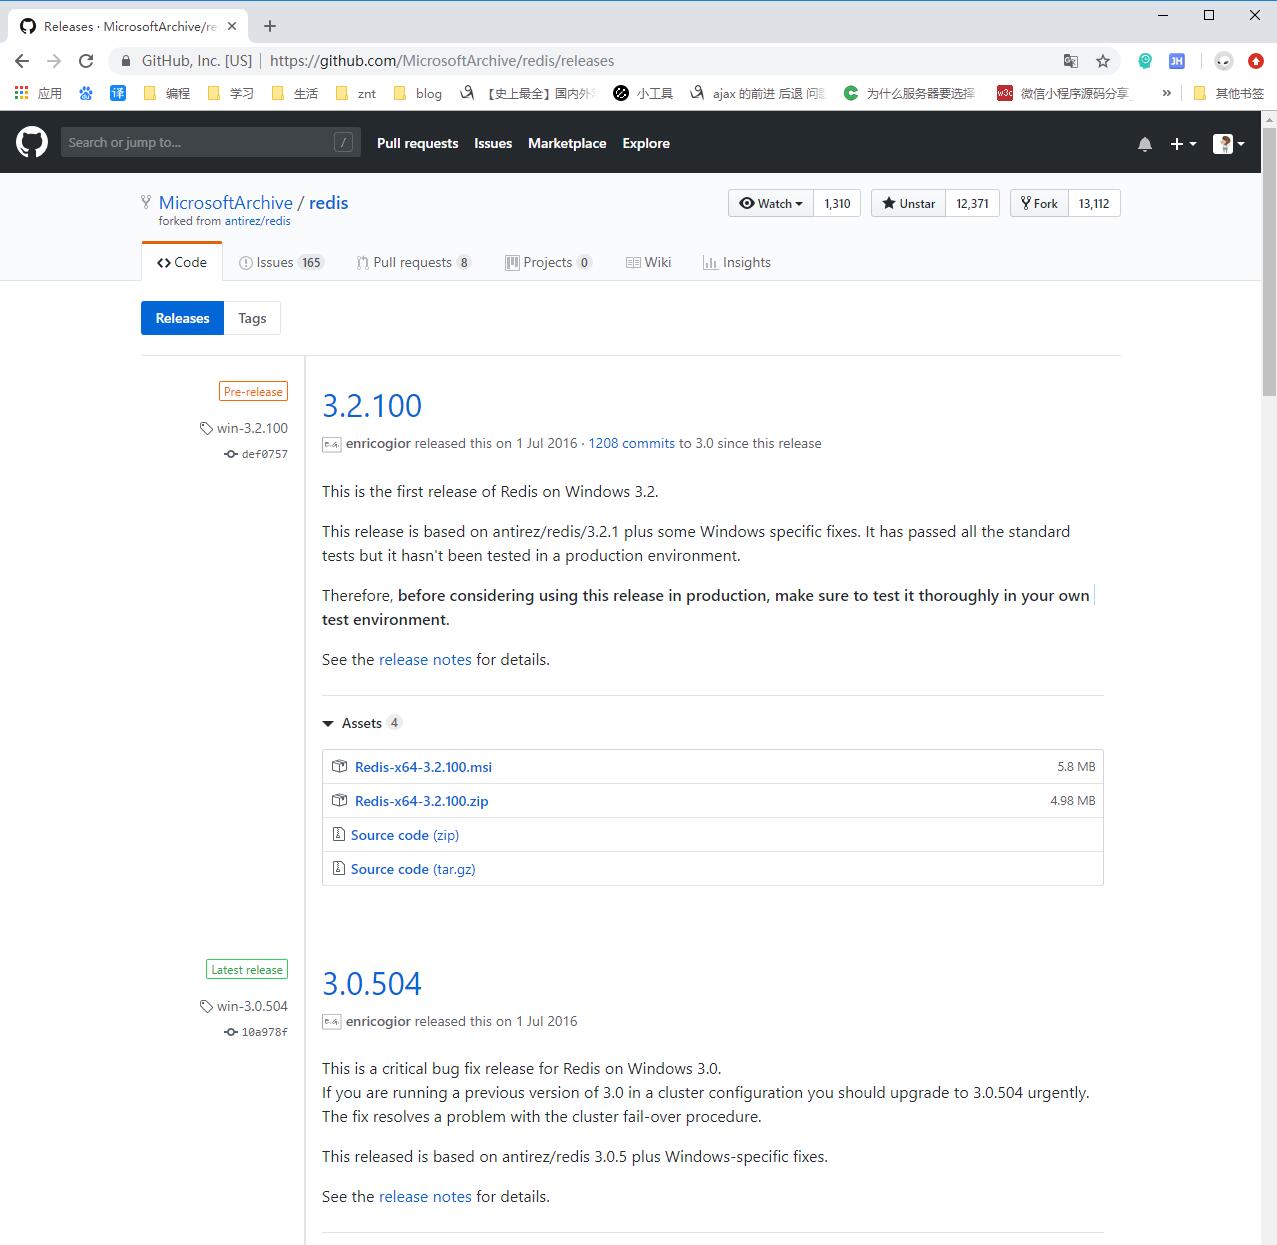 Releases · MicrosoftArchive/re
GitHub, Inc. [US] | https://github.com/MicrosoftArchive/redis/releases
应用 译 编程 学习 生活 znt blog 【史上最全】国内外 小工具 ajax 的前进 后退 问题 为什么服务器要选择 w3c 微信小程序源码分享_ » 其他书签
Search or jump to... / Pull requests Issues Marketplace Explore
MicrosoftArchive / redis
forked from antirez/redis
Watch 1,310 Unstar 12,371 Fork 13,112
Code Issues 165 Pull requests 8 Projects 0 Wiki Insights
Releases Tags
Pre-release
win-3.2.100
def0757
3.2.100
enricogior released this on 1 Jul 2016 · 1208 commits to 3.0 since this release
This is the first release of Redis on Windows 3.2.
This release is based on antirez/redis/3.2.1 plus some Windows specific fixes. It has passed all the standard
tests but it hasn't been tested in a production environment.
Therefore, before considering using this release in production, make sure to test it thoroughly in your own
test environment.
See the release notes for details.
Assets 4
Redis-x64-3.2.100.msi 5.8 MB
Redis-x64-3.2.100.zip 4.98 MB
Source code (zip)
Source code (tar.gz)
Latest release
win-3.0.504
10a978f
3.0.504
enricogior released this on 1 Jul 2016
This is a critical bug fix release for Redis on Windows 3.0.
If you are running a previous version of 3.0 in a cluster configuration you should upgrade to 3.0.504 urgently.
The fix resolves a problem with the cluster fail-over procedure.
This released is based on antirez/redis 3.0.5 plus Windows-specific fixes.
See the release notes for details.